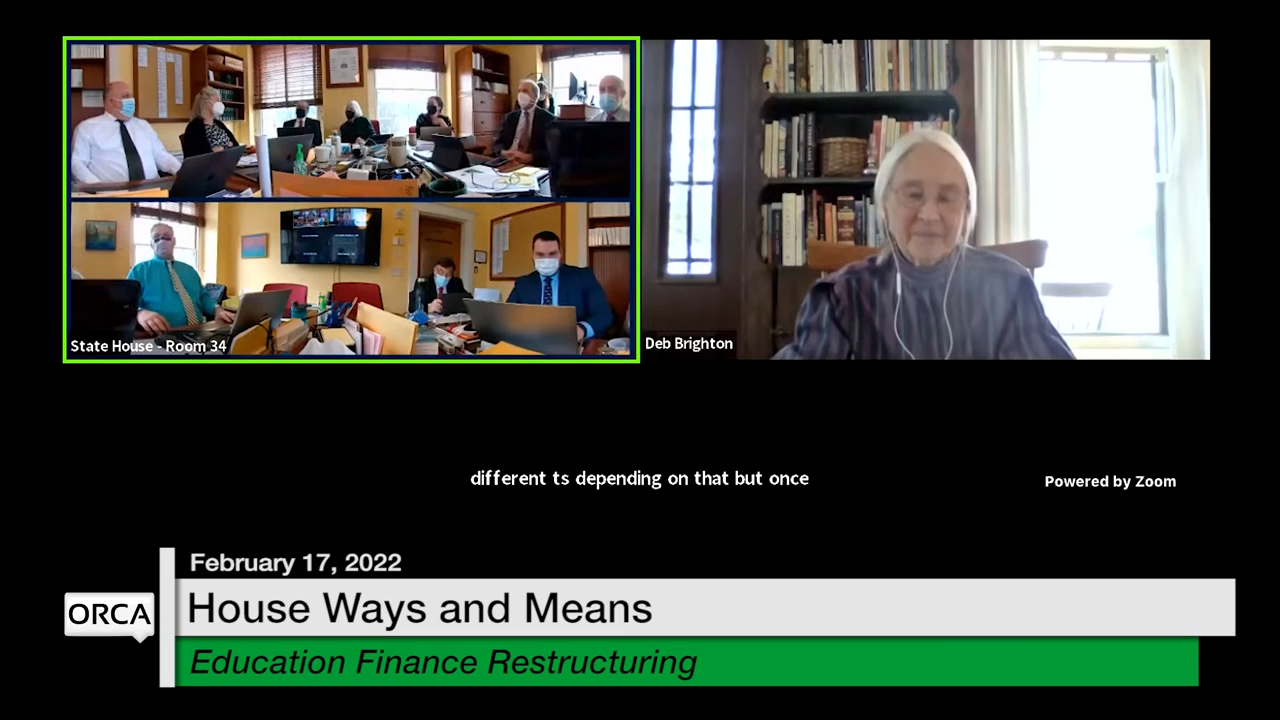 State House - Room 34
Deb Brighton
different ts depending on that but once
Powered by Zoom
February 17, 2022
ORCA
House Ways and Means
Education Finance Restructuring